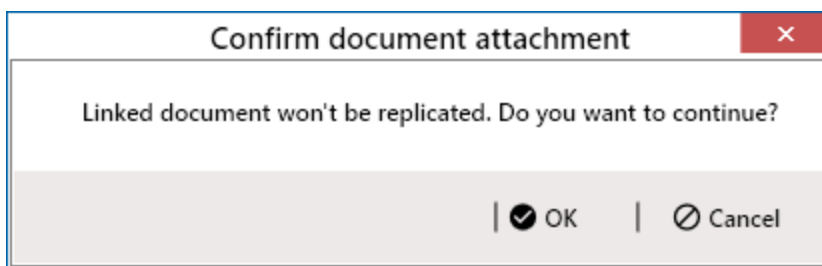 Confirm document attachment
Linked document won't be replicated. Do you want to continue?
OK Cancel